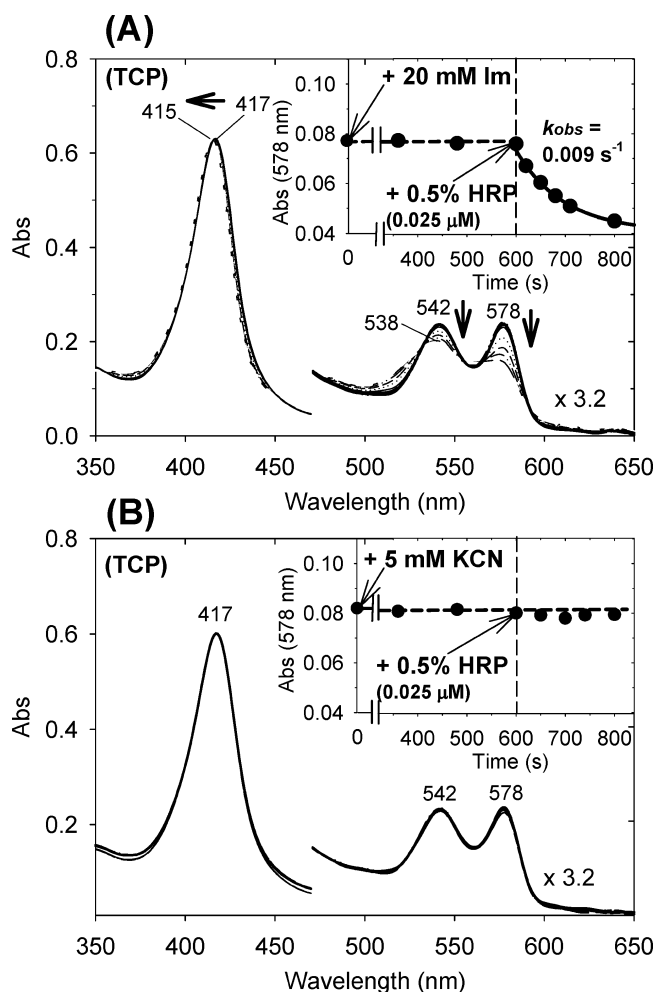 (A)
(TCP)
415
417
0.8
0.6
0.4
0.2
0.0
Abs
350
400
450
500
550
600
650
Wavelength (nm)
538
542
578
x 3.2
0.10
0.08
0.06
0.04
Abs (578 nm)
+ 20 mM Im
+ 0.5% HRP
(0.025 μM)
kobs =
0.009 s-1
0
400
500
600
700
800
Time (s)
(B)
(TCP)
417
0.8
0.6
0.4
0.2
Abs
350
400
450
500
550
600
650
Wavelength (nm)
542
578
x 3.2
0.10
0.08
0.06
0.04
Abs (578 nm)
+ 5 mM KCN
+ 0.5% HRP
(0.025 μM)
0
400
500
600
700
800
Time (s)